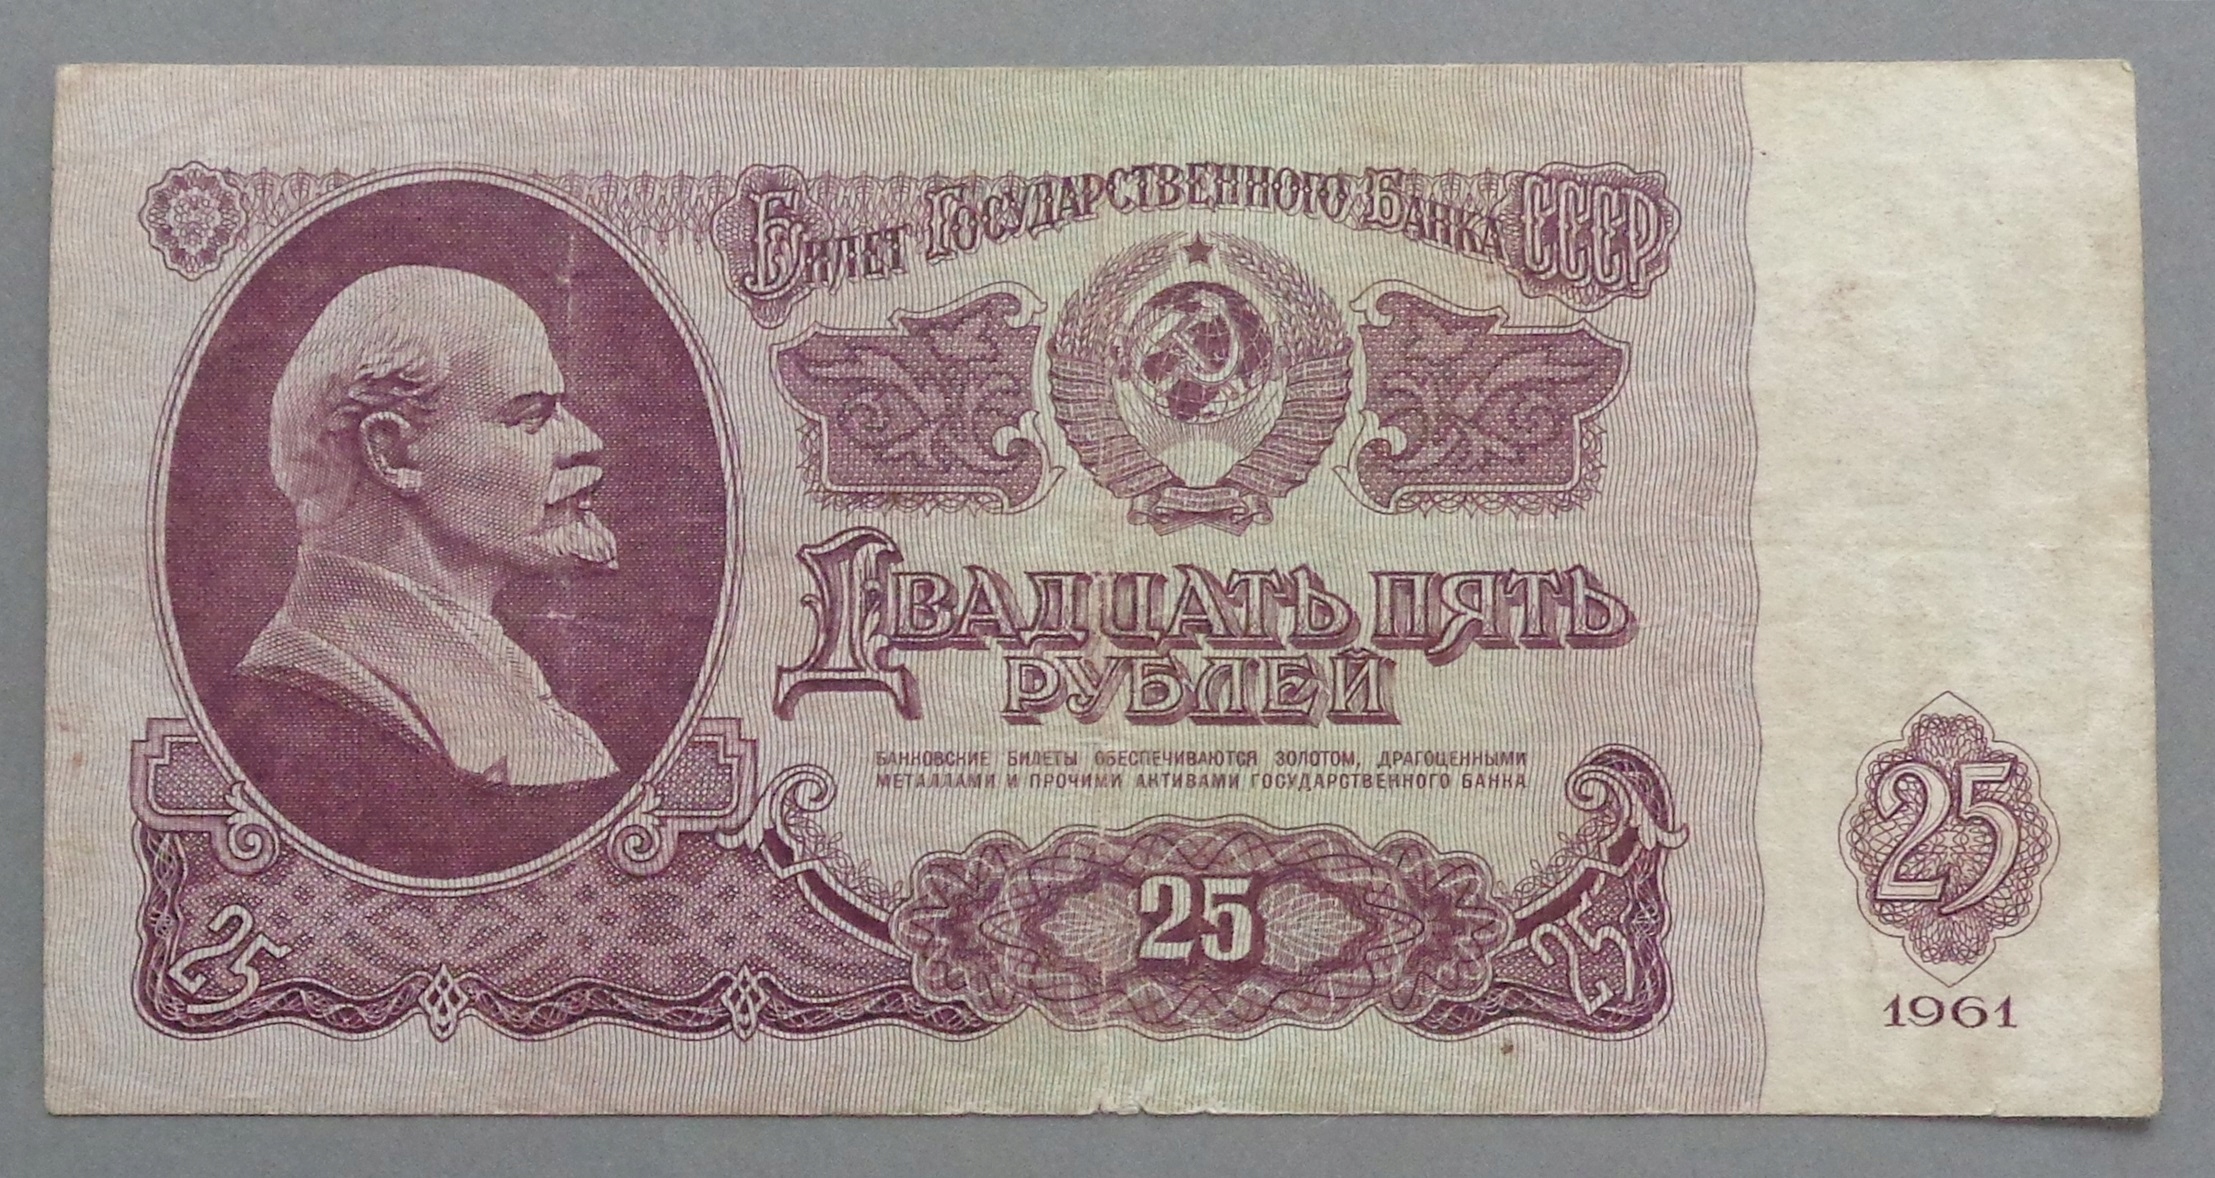 Билет Государственного Банка СССР
Двадцать пять
рублей
БАНКОВСКИЕ БИЛЕТЫ ОБЕСПЕЧИВАЮТСЯ ЗОЛОТОМ, ДРАГОЦЕННЫМИ
МЕТАЛЛАМИ И ПРОЧИМИ АКТИВАМИ ГОСУДАРСТВЕННОГО БАНКА
25
25
25
25
1961